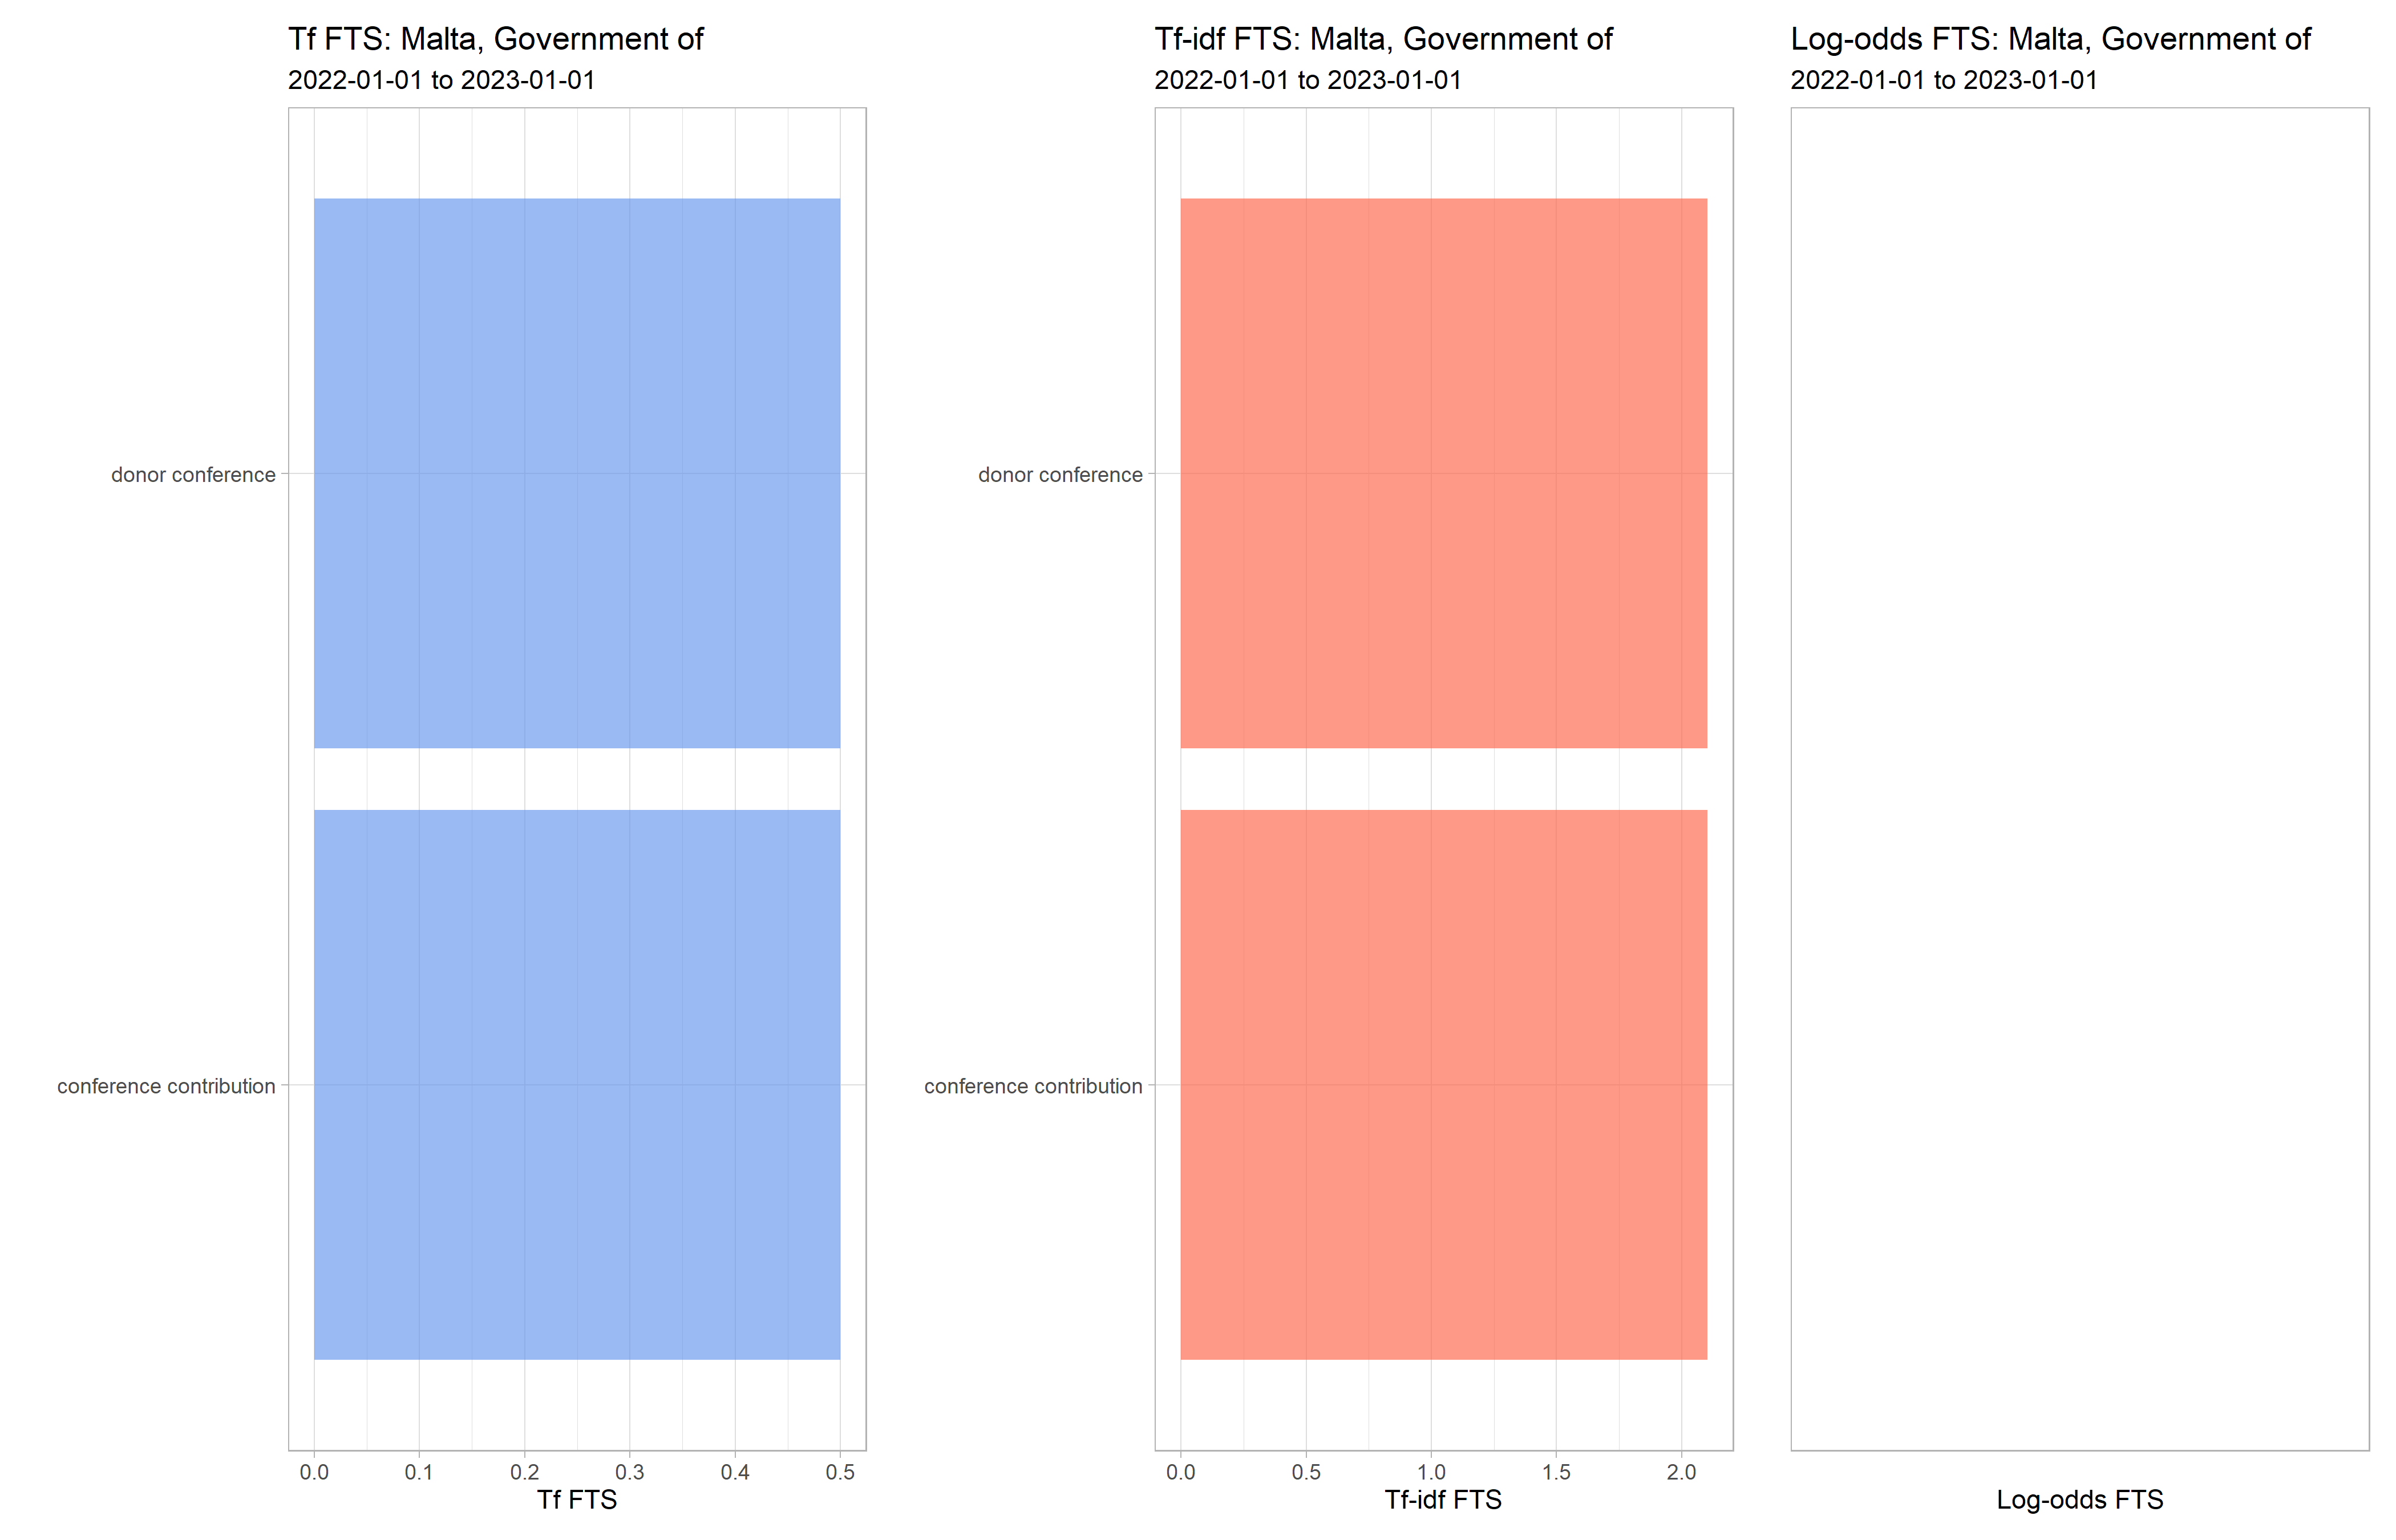 Tf FTS: Malta, Government of
2022-01-01 to 2023-01-01
donor conference
conference contribution
0.0 0.1 0.2 0.3 0.4 0.5
Tf FTS
Tf-idf FTS: Malta, Government of
2022-01-01 to 2023-01-01
donor conference
conference contribution
0.0 0.5 1.0 1.5 2.0
Tf-idf FTS
Log-odds FTS: Malta, Government of
2022-01-01 to 2023-01-01
Log-odds FTS